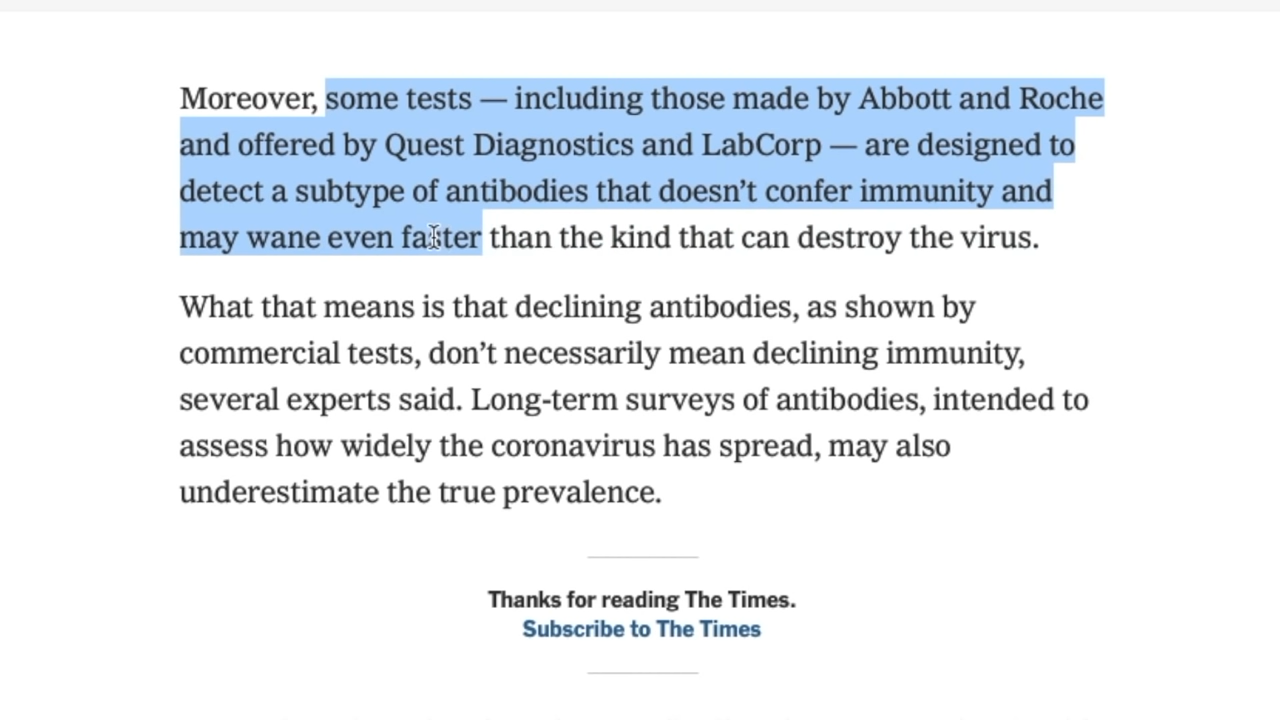 Moreover, some tests — including those made by Abbott and Roche
and offered by Quest Diagnostics and LabCorp — are designed to
detect a subtype of antibodies that doesn’t confer immunity and
may wane even faster than the kind that can destroy the virus.
What that means is that declining antibodies, as shown by
commercial tests, don’t necessarily mean declining immunity,
several experts said. Long-term surveys of antibodies, intended to
assess how widely the coronavirus has spread, may also
underestimate the true prevalence.
Thanks for reading The Times.
Subscribe to The Times